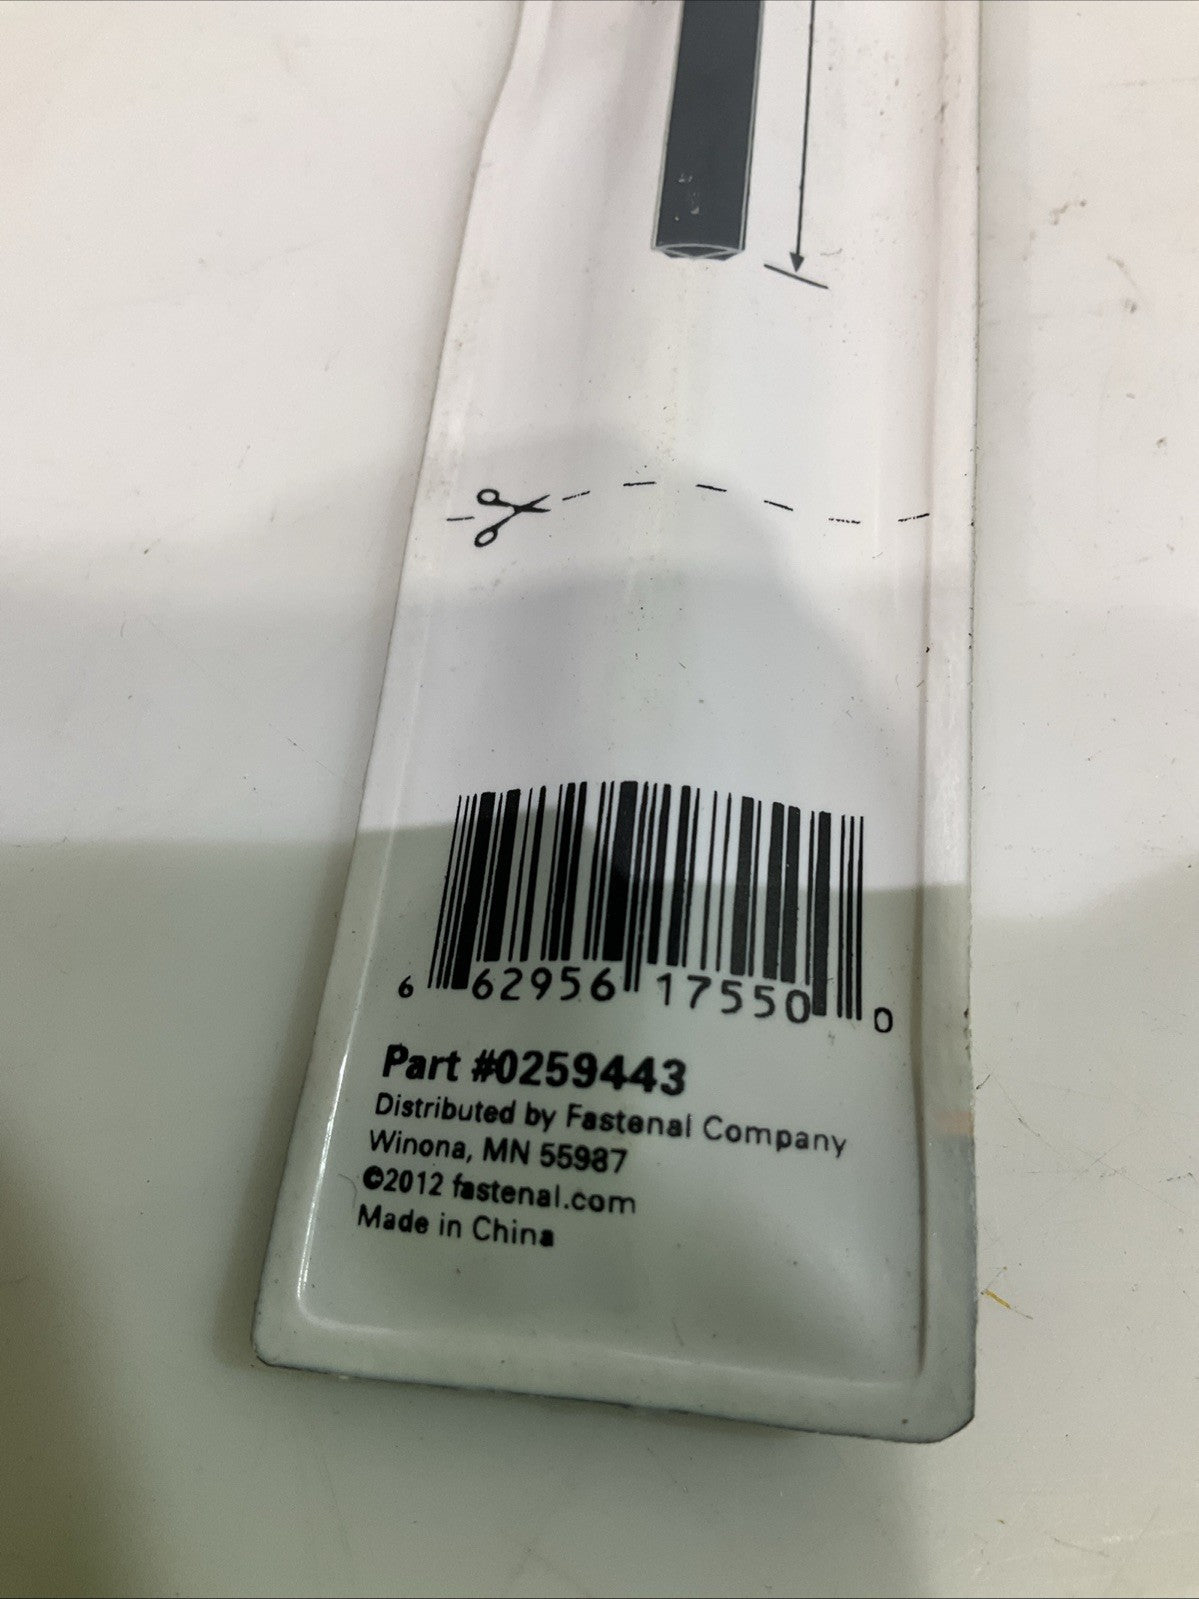 6 62956 17550 0
Part #0259443
Distributed by Fastenal Company
Winona, MN 55987
©2012 fastenal.com
Made in China